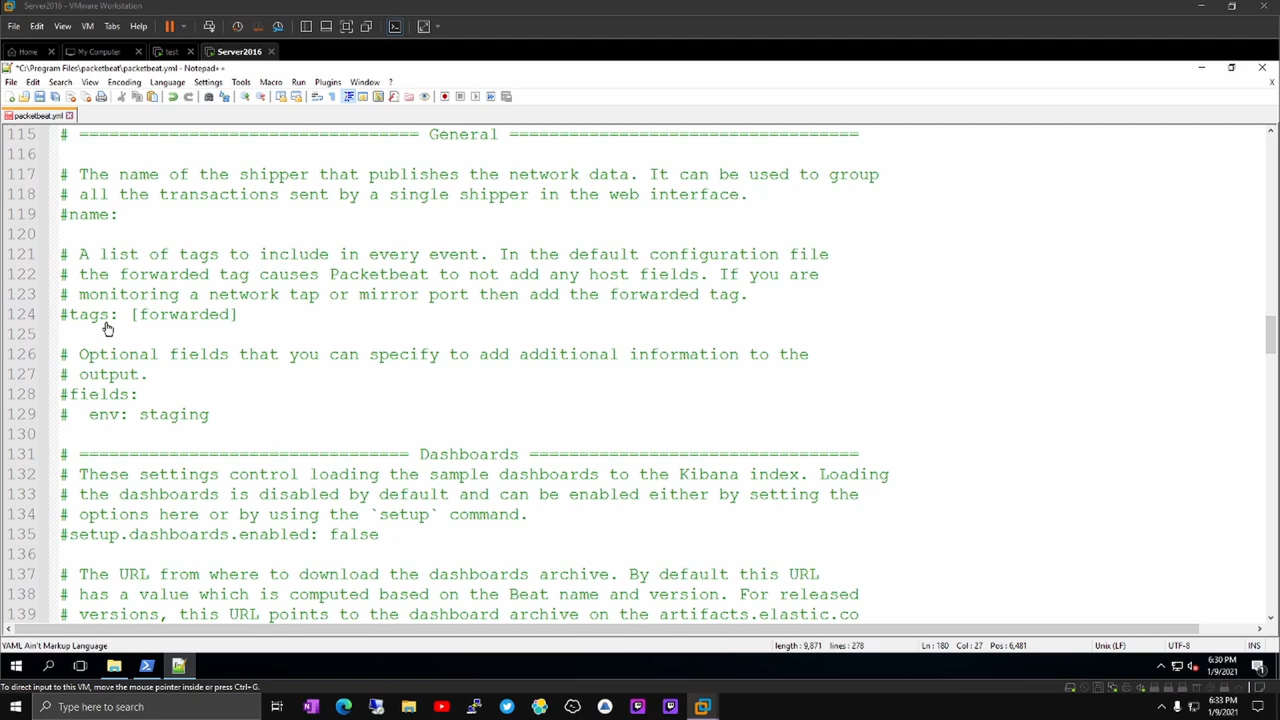 Server2016 - VMware Workstation
File Edit View VM Tabs Help
Home My Computer test Server2016
*C:\Program Files\packetbeat\packetbeat.yml - Notepad++
File Edit Search View Encoding Language Settings Tools Macro Run Plugins Window ?
packetbeat.yml
115 # ================================== General ===================================
116
117 # The name of the shipper that publishes the network data. It can be used to group
118 # all the transactions sent by a single shipper in the web interface.
119 #name:
120
121 # A list of tags to include in every event. In the default configuration file
122 # the forwarded tag causes Packetbeat to not add any host fields. If you are
123 # monitoring a network tap or mirror port then add the forwarded tag.
124 #tags: [forwarded]
125
126 # Optional fields that you can specify to add additional information to the
127 # output.
128 #fields:
129 #  env: staging
130
131 # ================================= Dashboards =================================
132 # These settings control loading the sample dashboards to the Kibana index. Loading
133 # the dashboards is disabled by default and can be enabled either by setting the
134 # options here or by using the `setup` command.
135 #setup.dashboards.enabled: false
136
137 # The URL from where to download the dashboards archive. By default this URL
138 # has a value which is computed based on the Beat name and version. For released
139 # versions, this URL points to the dashboard archive on the artifacts.elastic.co
YAML Ain't Markup Language length : 9,871 lines : 278 Ln : 180 Col : 27 Pos : 6,481 Unix (LF) UTF-8 INS
6:30 PM
1/9/2021
To direct input to this VM, move the mouse pointer inside or press Ctrl+G.
Type here to search
6:33 PM
1/9/2021